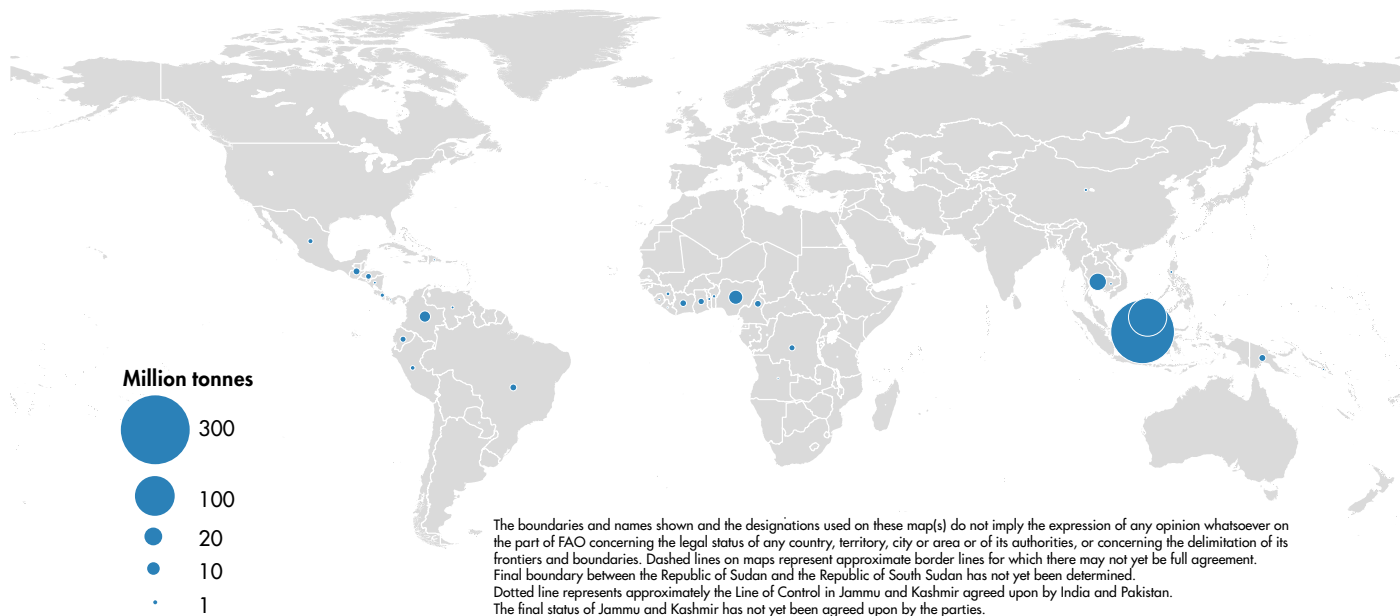 Million tonnes
300
100
20
10
1
The boundaries and names shown and the designations used on these map(s) do not imply the expression of any opinion whatsoever on
the part of FAO concerning the legal status of any country, territory, city or area or of its authorities, or concerning the delimitation of its
frontiers and boundaries. Dashed lines on maps represent approximate border lines for which there may not yet be full agreement.
Final boundary between the Republic of Sudan and the Republic of South Sudan has not yet been determined.
Dotted line represents approximately the Line of Control in Jammu and Kashmir agreed upon by India and Pakistan.
The final status of Jammu and Kashmir has not yet been agreed upon by the parties.